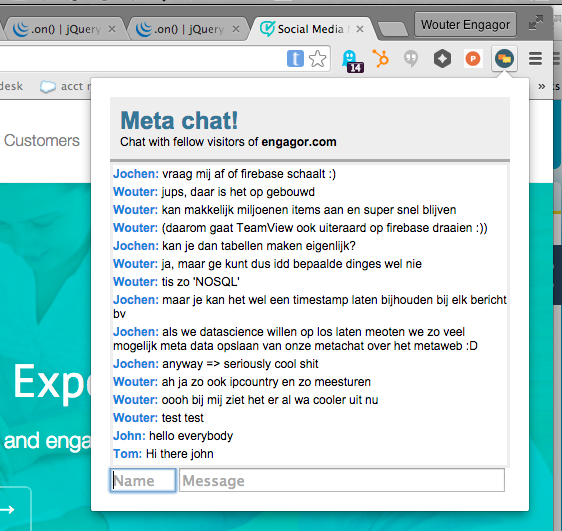 .on() | jQuery
.on() | jQuery
Social Media
Wouter Engagor
14
desk
acct
»
Customers
Meta chat!
Chat with fellow visitors of engagor.com
Jochen: vraag mij af of firebase schaalt :)
Wouter: jups, daar is het op gebouwd
Wouter: kan makkelijk miljoenen items aan en super snel blijven
Wouter: (daarom gaat TeamView ook uiteraard op firebase draaien :))
Jochen: kan je dan tabellen maken eigenlijk?
Wouter: ja, maar ge kunt dus idd bepaalde dinges wel nie
Wouter: tis zo 'NOSQL'
Jochen: maar je kan het wel een timestamp laten bijhouden bij elk bericht
bv
Jochen: als we datascience willen op los laten meoten we zo veel
mogelijk meta data opslaan van onze metachat over het metaweb :D
Jochen: anyway => seriously cool shit
Wouter: ah ja zo ook ipcountry en zo meesturen
Wouter: oooh bij mij ziet het er al wa cooler uit nu
Wouter: test test
John: hello everybody
Tom: Hi there john
Name
Message
Expe
and enga
→